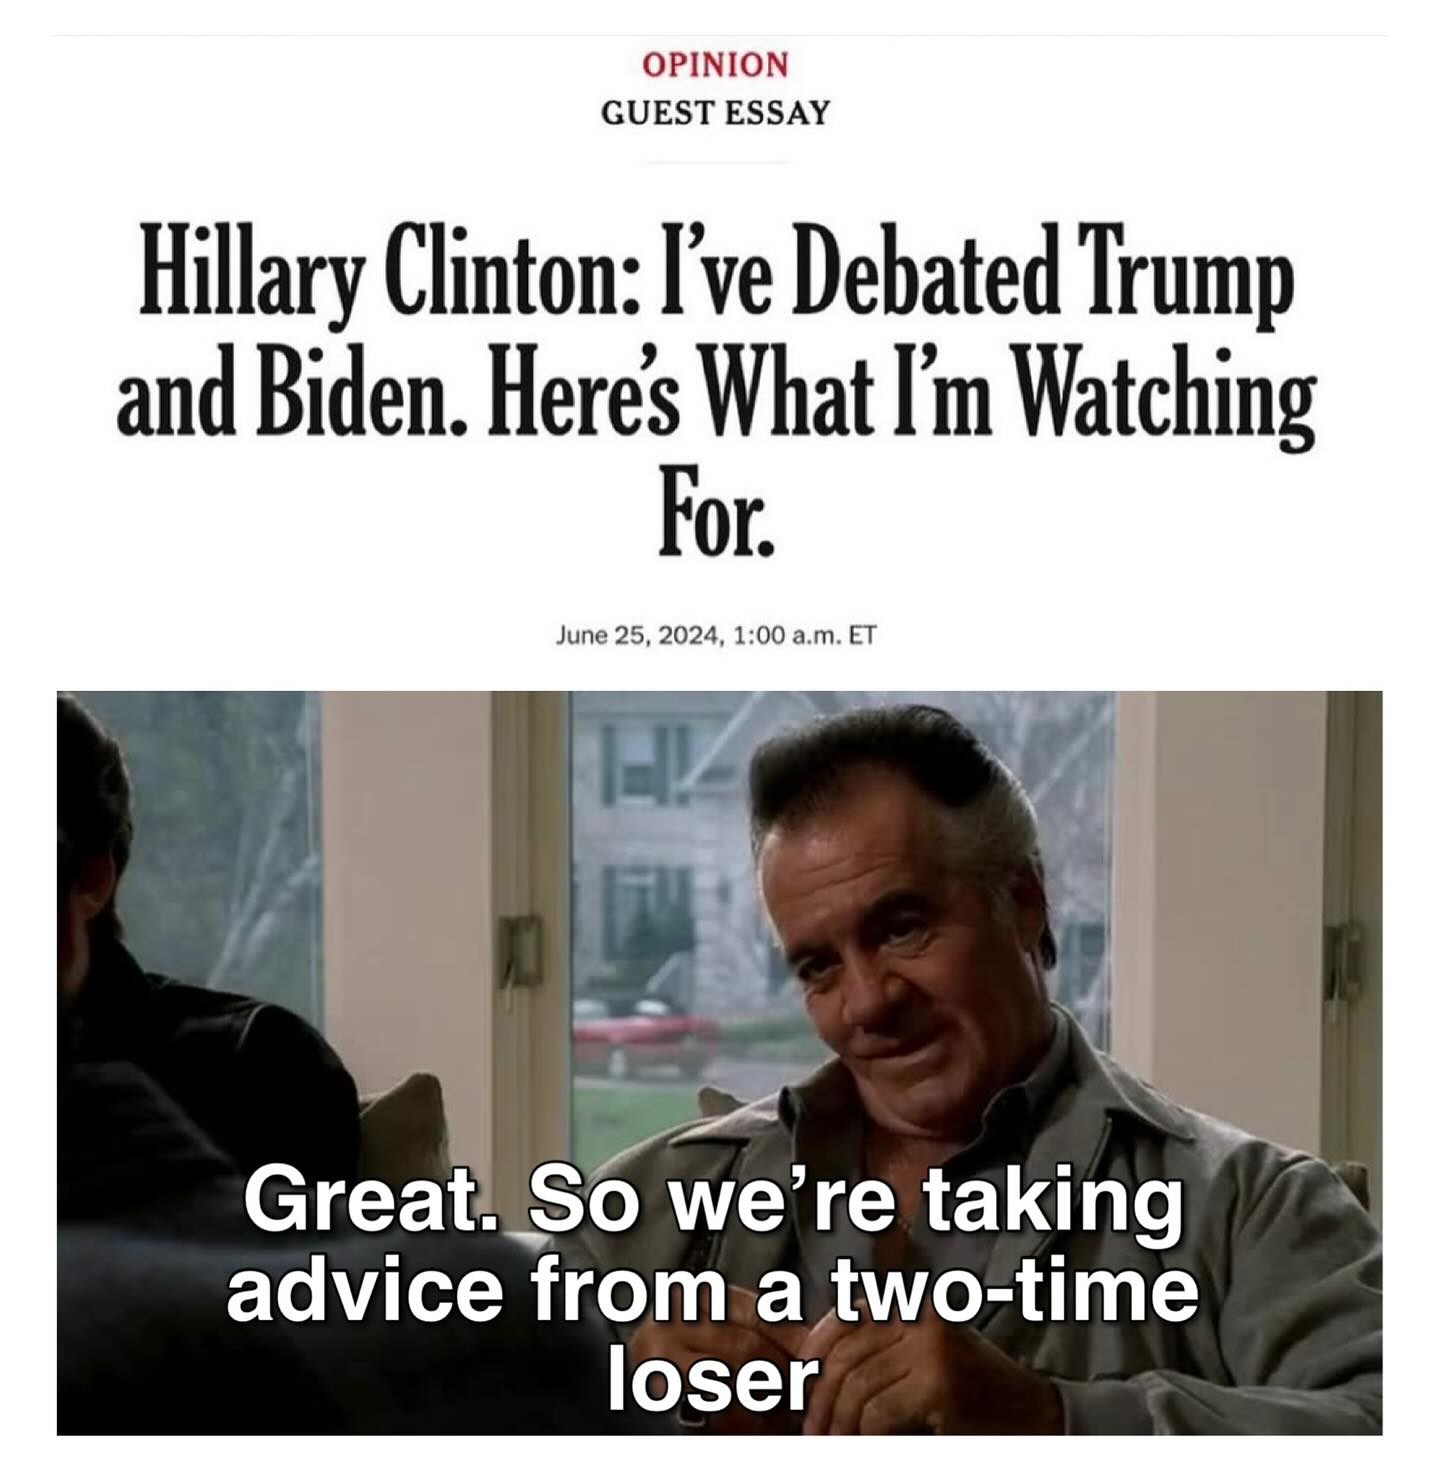 OPINION
GUEST ESSAY
Hillary Clinton: I’ve Debated Trump
and Biden. Here’s What I’m Watching
For.
June 25, 2024, 1:00 a.m. ET
Great. So we’re taking
advice from a two-time
loser